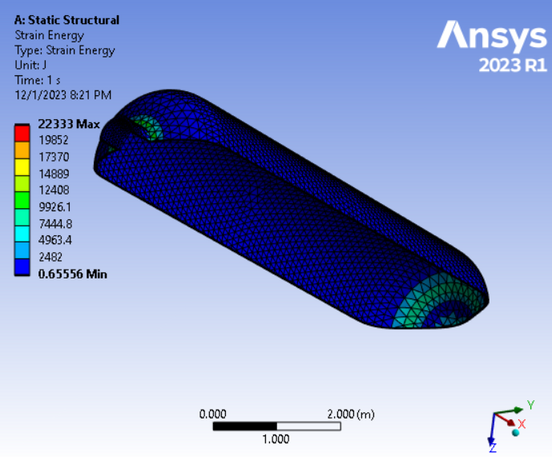 A: Static Structural
Strain Energy
Type: Strain Energy
Unit: J
Time: 1 s
12/1/2023 8:21 PM
Ansys
2023 R1
22333 Max
19852
17370
14889
12408
9926.1
7444.8
4963.4
2482
0.65556 Min
0.000 2.000 (m)
1.000
Y
X
Z